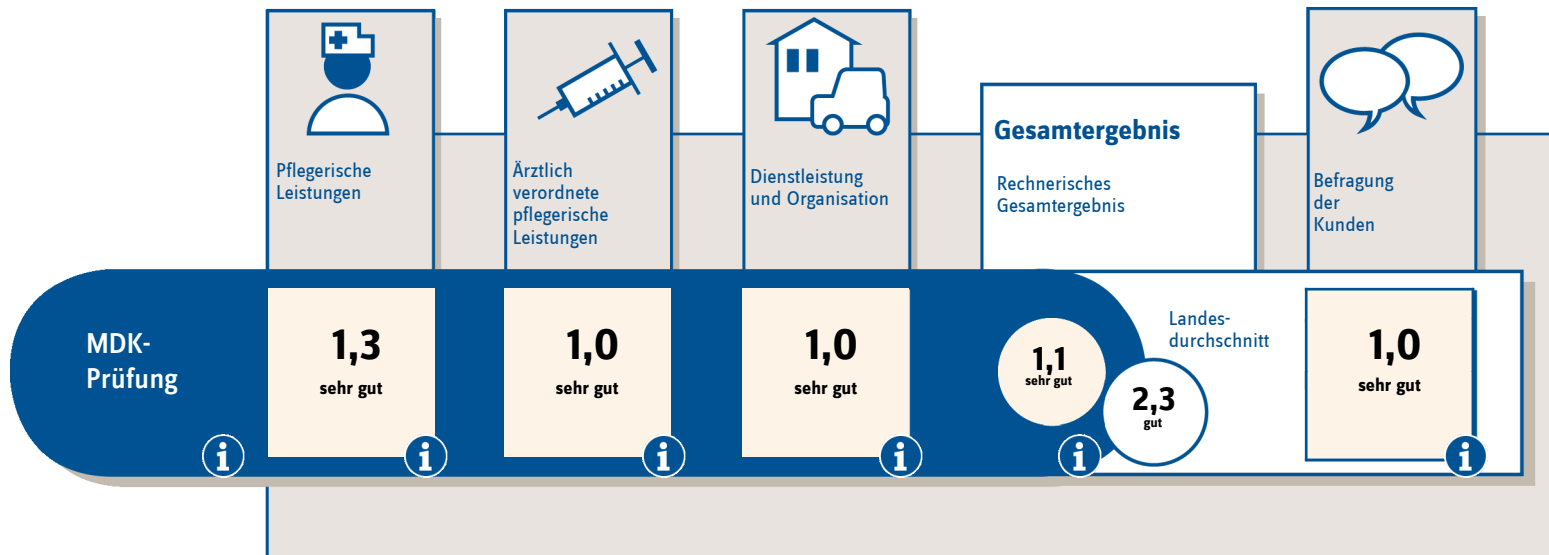 Pflegerische
Leistungen
Ärztlich
verordnete
pflegerische
Leistungen
Dienstleistung
und Organisation
Gesamtergebnis
Rechnerisches
Gesamtergebnis
Befragung
der
Kunden
MDK-
Prüfung
i
1,3
sehr gut
i
1,0
sehr gut
i
1,0
sehr gut
i
1,1
sehr gut
i
Landes-
durchschnitt
2,3
gut
1,0
sehr gut
i